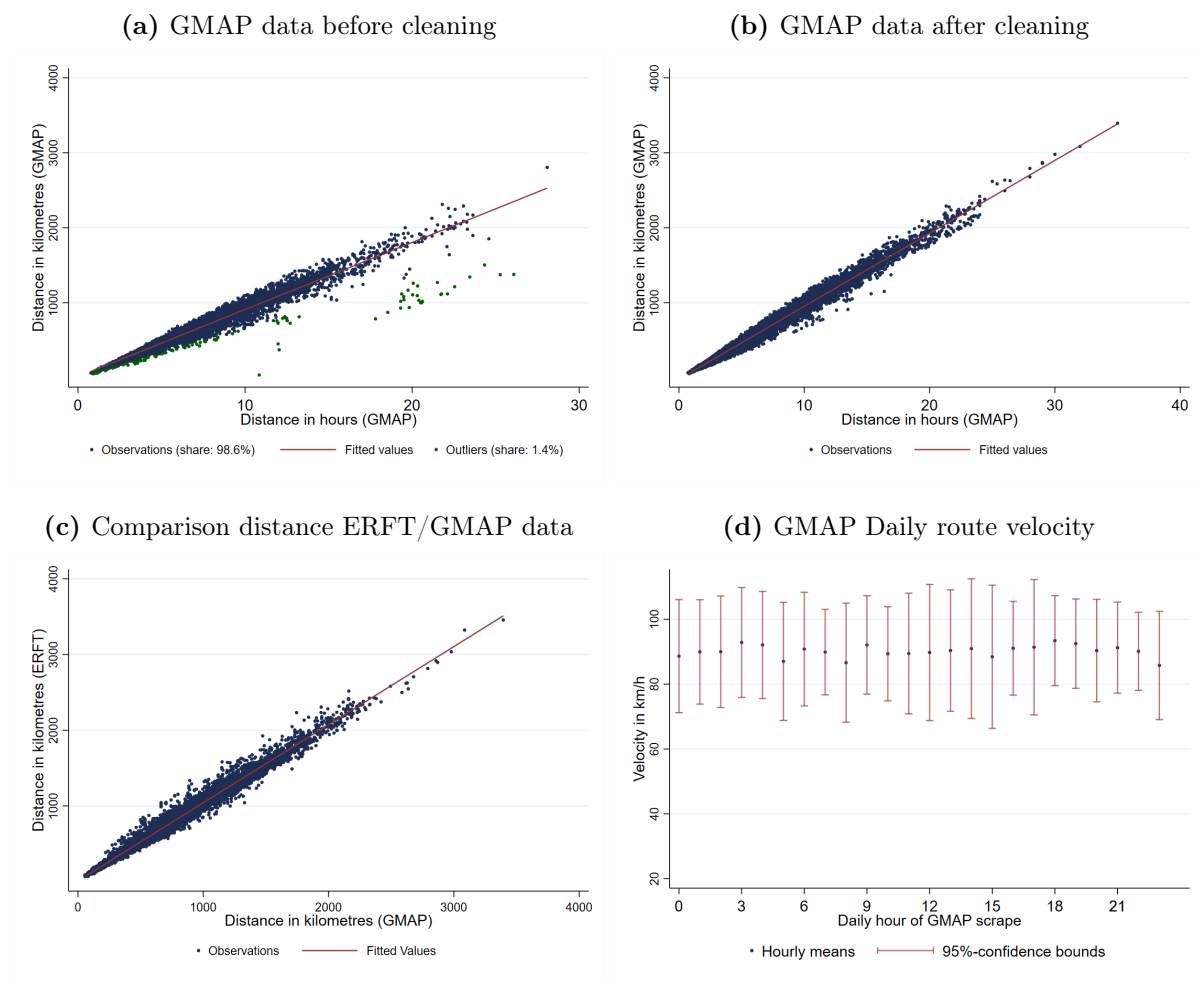 (a) GMAP data before cleaning
Distance in kilometres (GMAP)
4000
3000
2000
1000
0
10
20
30
Distance in hours (GMAP)
Observations (share: 98.6%)
Fitted values
Outliers (share: 1.4%)
(b) GMAP data after cleaning
Distance in kilometres (GMAP)
4000
3000
2000
1000
0
10
20
30
40
Distance in hours (GMAP)
Observations
Fitted values
(c) Comparison distance ERFT/GMAP data
Distance in kilometres (ERFT)
4000
3000
2000
1000
0
1000
2000
3000
4000
Distance in kilometres (GMAP)
Observations
Fitted Values
(d) GMAP Daily route velocity
Velocity in km/h
100
80
60
40
20
0
3
6
9
12
15
18
21
Daily hour of GMAP scrape
Hourly means
95%-confidence bounds